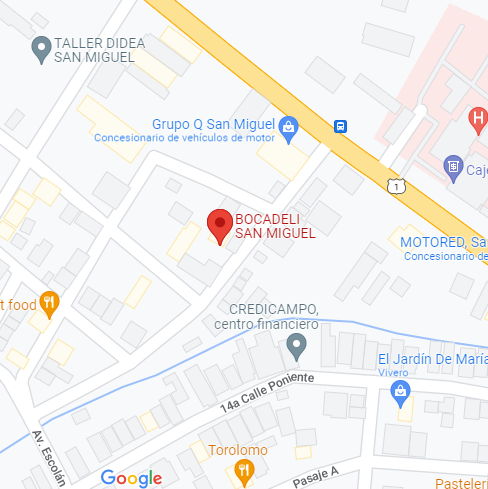 TALLER DIDEA
SAN MIGUEL
Grupo Q San Miguel
Concesionario de vehículos de motor
H
Caje
1
BOCADELI
SAN MIGUEL
MOTORED, Sa
Concesionario de
t food
CREDICAMPO,
centro financiero
El Jardín De María
Vivero
14a Calle Poniente
Av. Escolán
Torolomo
Google
Pasaje A
Pasteler